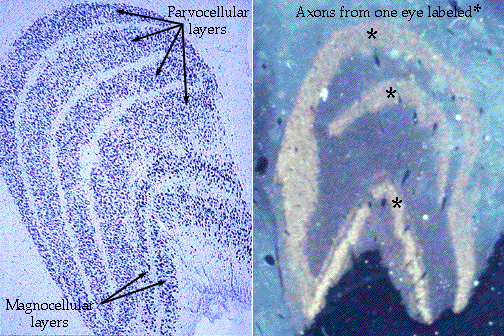 Parvocellular
layers
Axons from one eye labeled*
*
*
*
Magnocellular
layers